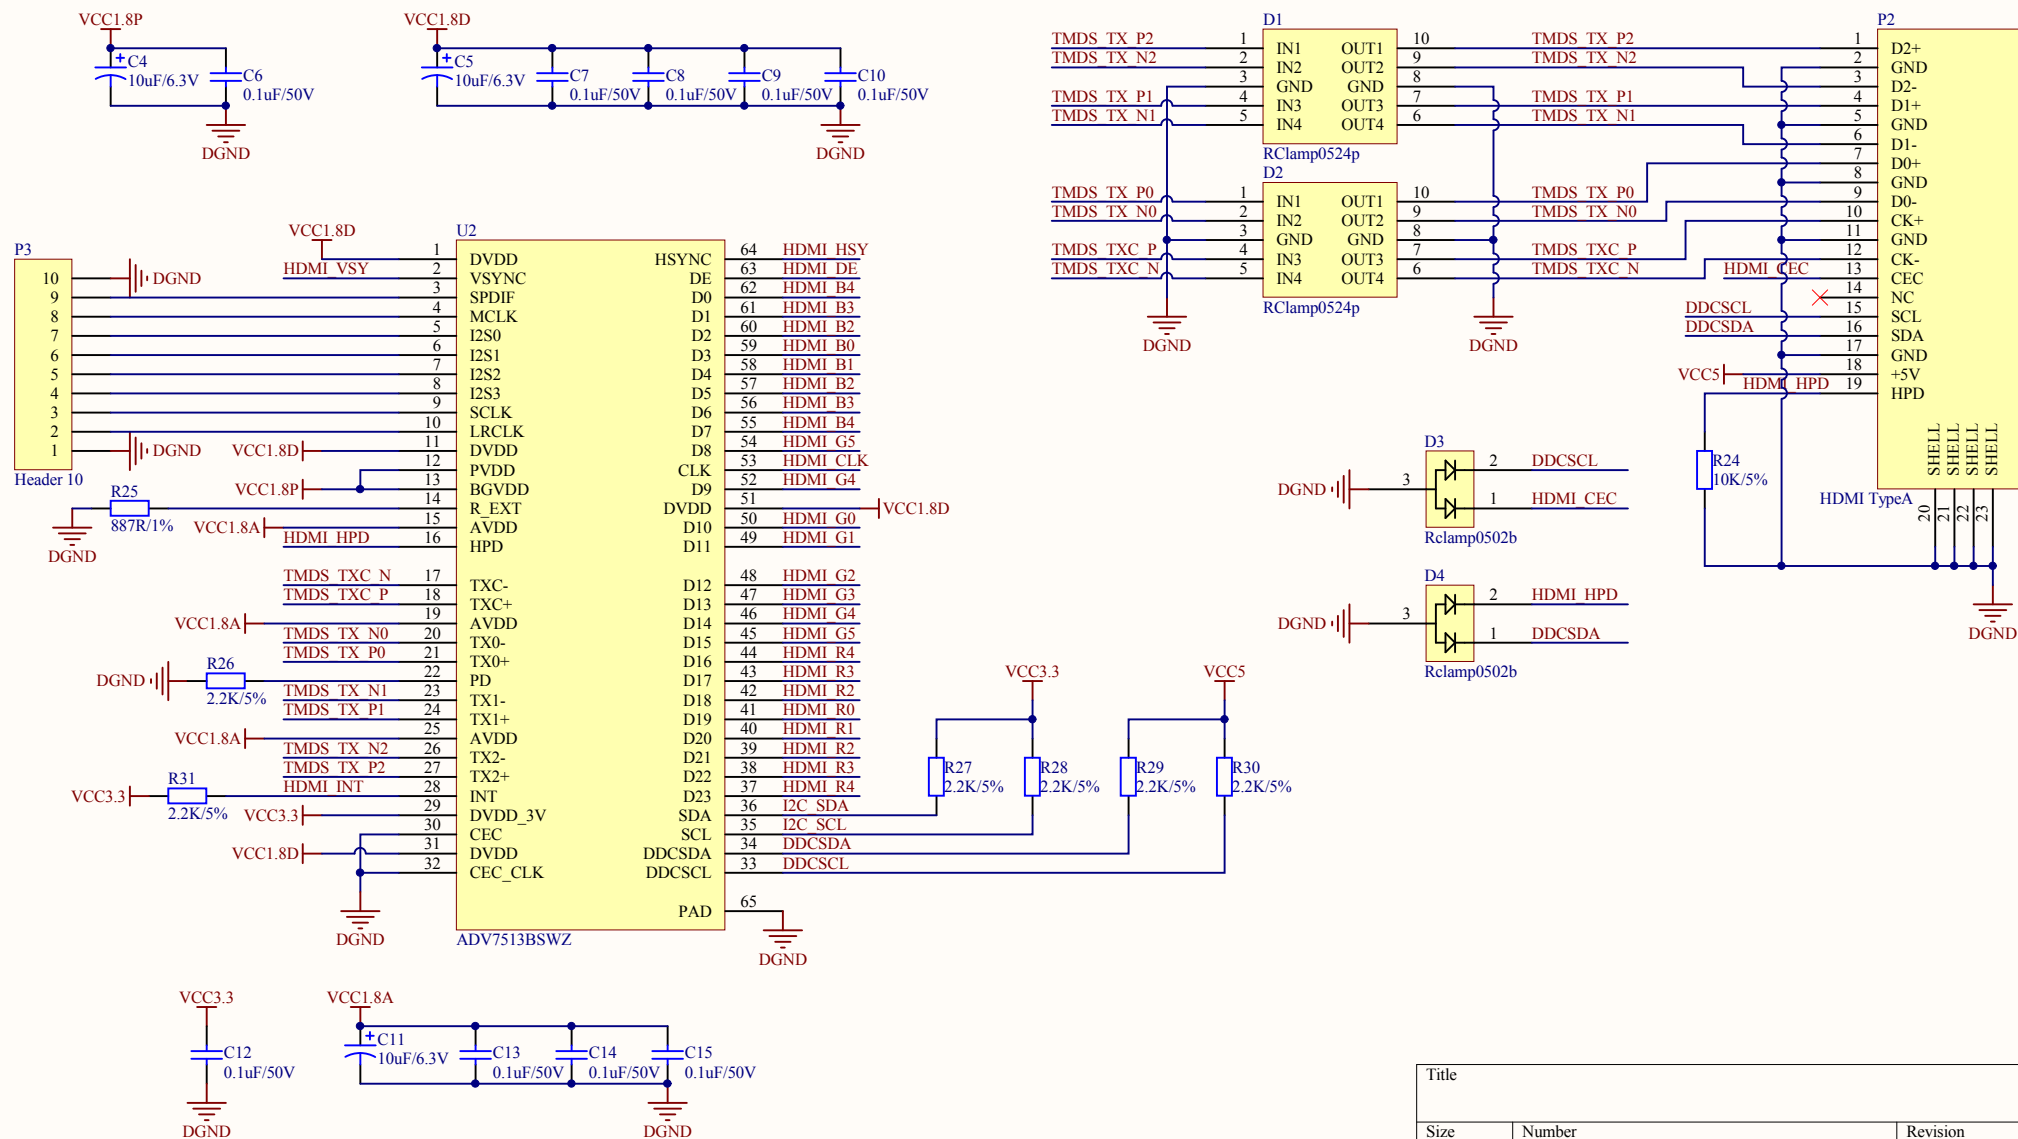 VCC1.8P
C4
10uF/6.3V
C6
0.1uF/50V
DGND
VCC1.8D
C5
10uF/6.3V
C7
0.1uF/50V
C8
0.1uF/50V
C9
0.1uF/50V
C10
0.1uF/50V
DGND
D1
TMDS_TX_P2 1 IN1 OUT1 10 TMDS_TX_P2
TMDS_TX_N2 2 IN2 OUT2 9 TMDS_TX_N2
3 GND GND 8
TMDS_TX_P1 4 IN3 OUT3 7 TMDS_TX_P1
TMDS_TX_N1 5 IN4 OUT4 6 TMDS_TX_N1
RClamp0524p
D2
TMDS_TX_P0 1 IN1 OUT1 10 TMDS_TX_P0
TMDS_TX_N0 2 IN2 OUT2 9 TMDS_TX_N0
3 GND GND 8
TMDS_TXC_P 4 IN3 OUT3 7 TMDS_TXC_P
TMDS_TXC_N 5 IN4 OUT4 6 TMDS_TXC_N
RClamp0524p
DGND
DGND
P2
1 D2+
2 GND
3 D2-
4 D1+
5 GND
6 D1-
7 D0+
8 GND
9 D0-
10 CK+
11 GND
12 CK-
HDMI_CEC 13 CEC
14 NC
DDCSCL 15 SCL
DDCSDA 16 SDA
17 GND
VCC5 18 +5V
HDMI_HPD 19 HPD
SHELL SHELL SHELL SHELL
HDMI TypeA
20 21 22 23
R24
10K/5%
DGND
P3
10 DGND
9
8
7
6
5
4
3
2
1 DGND
Header 10
U2
VCC1.8D 1 DVDD HSYNC 64 HDMI_HSY
HDMI_VSY 2 VSYNC DE 63 HDMI_DE
3 SPDIF D0 62 HDMI_B4
4 MCLK D1 61 HDMI_B3
5 I2S0 D2 60 HDMI_B2
6 I2S1 D3 59 HDMI_B0
7 I2S2 D4 58 HDMI_B1
8 I2S3 D5 57 HDMI_B2
9 SCLK D6 56 HDMI_B3
10 LRCLK D7 55 HDMI_B4
VCC1.8D 11 DVDD D8 54 HDMI_G5
12 PVDD CLK 53 HDMI_CLK
VCC1.8P 13 BGVDD D9 52 HDMI_G4
R25 887R/1% DGND 14 R_EXT DVDD 51 VCC1.8D
VCC1.8A 15 AVDD D10 50 HDMI_G0
HDMI_HPD 16 HPD D11 49 HDMI_G1
TMDS_TXC_N 17 TXC- D12 48 HDMI_G2
TMDS_TXC_P 18 TXC+ D13 47 HDMI_G3
VCC1.8A 19 AVDD D14 46 HDMI_G4
TMDS_TX_N0 20 TX0- D15 45 HDMI_G5
TMDS_TX_P0 21 TX0+ D16 44 HDMI_R4
DGND R26 2.2K/5% 22 PD D17 43 HDMI_R3
TMDS_TX_N1 23 TX1- D18 42 HDMI_R2
TMDS_TX_P1 24 TX1+ D19 41 HDMI_R0
VCC1.8A 25 AVDD D20 40 HDMI_R1
TMDS_TX_N2 26 TX2- D21 39 HDMI_R2
TMDS_TX_P2 27 TX2+ D22 38 HDMI_R3
VCC3.3 R31 2.2K/5% HDMI_INT 28 INT D23 37 HDMI_R4
VCC3.3 29 DVDD_3V SDA 36 I2C_SDA
30 CEC SCL 35 I2C_SCL
VCC1.8D 31 DVDD DDCSDA 34 DDCSDA
32 CEC_CLK DDCSCL 33 DDCSCL
PAD 65
DGND
ADV7513BSWZ
DGND
VCC3.3
VCC5
R27
2.2K/5%
R28
2.2K/5%
R29
2.2K/5%
R30
2.2K/5%
D3
2 DDCSCL
DGND 3
1 HDMI_CEC
Rclamp0502b
D4
2 HDMI_HPD
DGND 3
1 DDCSDA
Rclamp0502b
VCC3.3
C12
0.1uF/50V
DGND
VCC1.8A
C11
10uF/6.3V
C13
0.1uF/50V
C14
0.1uF/50V
C15
0.1uF/50V
DGND
Title
Size Number Revision